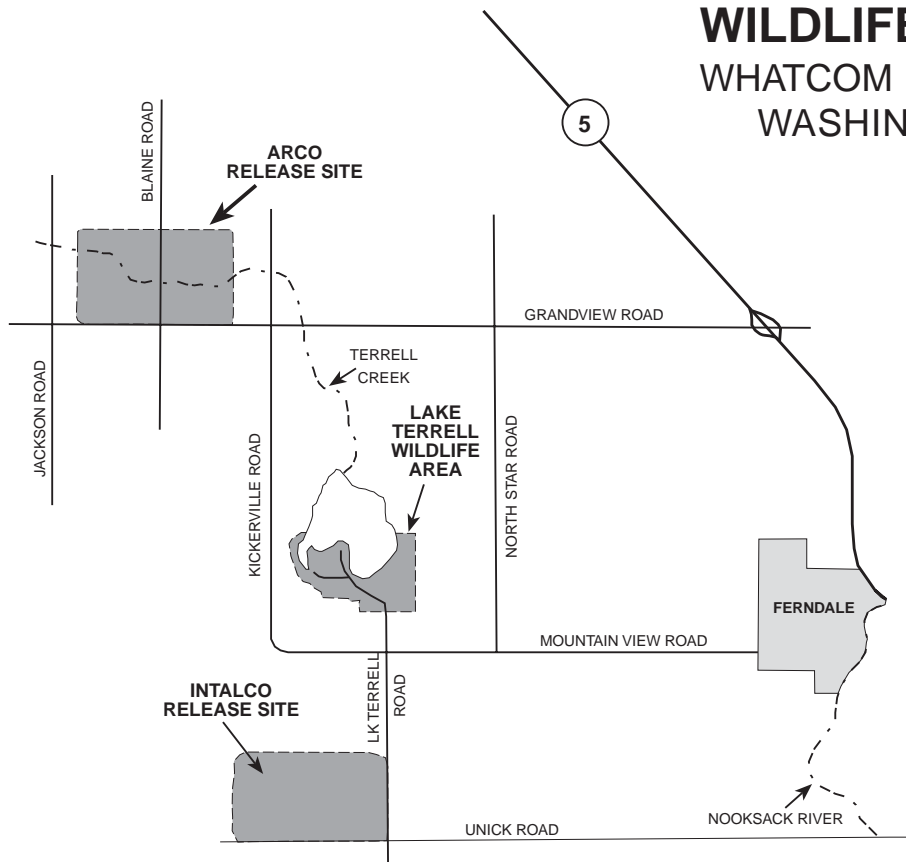 WILDLIFE
WHATCOM
WASHIN
5
BLAINE ROAD
ARCO
RELEASE SITE
GRANDVIEW ROAD
JACKSON ROAD
TERRELL
CREEK
KICKERVILLE ROAD
LAKE
TERRELL
WILDLIFE
AREA
NORTH STAR ROAD
FERNDALE
MOUNTAIN VIEW ROAD
LK TERRELL
ROAD
INTALCO
RELEASE SITE
NOOKSACK RIVER
UNICK ROAD